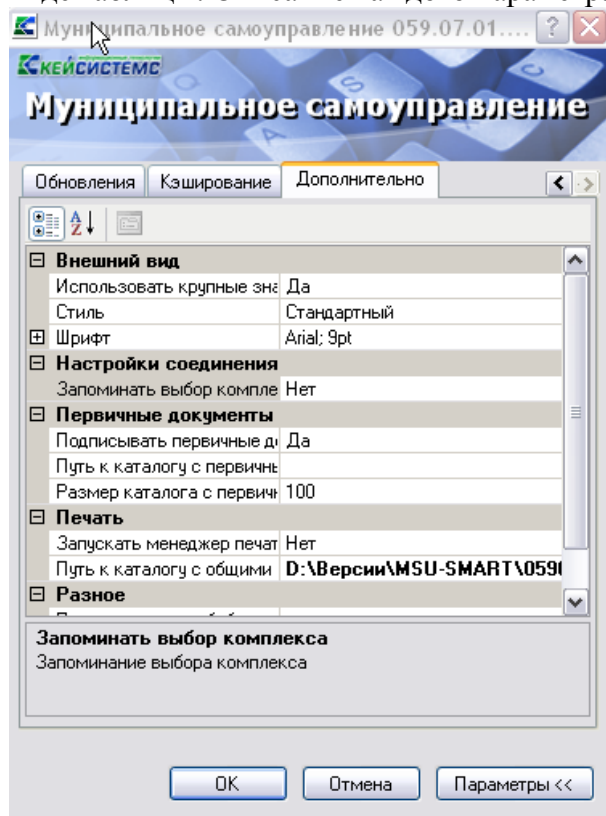 Муниципальное самоуправление 059.07.01....
КЕЙСИСТЕМС
Муниципальное самоуправление
Обновления Кэширование Дополнительно
Внешний вид
Использовать крупные зна Да
Стиль Стандартный
Шрифт Arial; 9pt
Настройки соединения
Запоминать выбор компле Нет
Первичные документы
Подписывать первичные д Да
Путь к каталогу с первичнь
Размер каталога с первич 100
Печать
Запускать менеджер печат Нет
Путь к каталогу с общими D:\Версии\MSU-SMART\059
Разное
Запоминать выбор комплекса
Запоминание выбора комплекса
OK Отмена Параметры <<